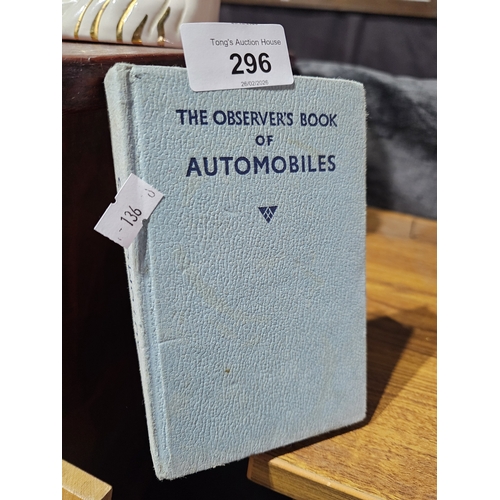 Tong's Auction House
296
26/02/2026
THE OBSERVER'S BOOK
OF
AUTOMOBILES
- 136